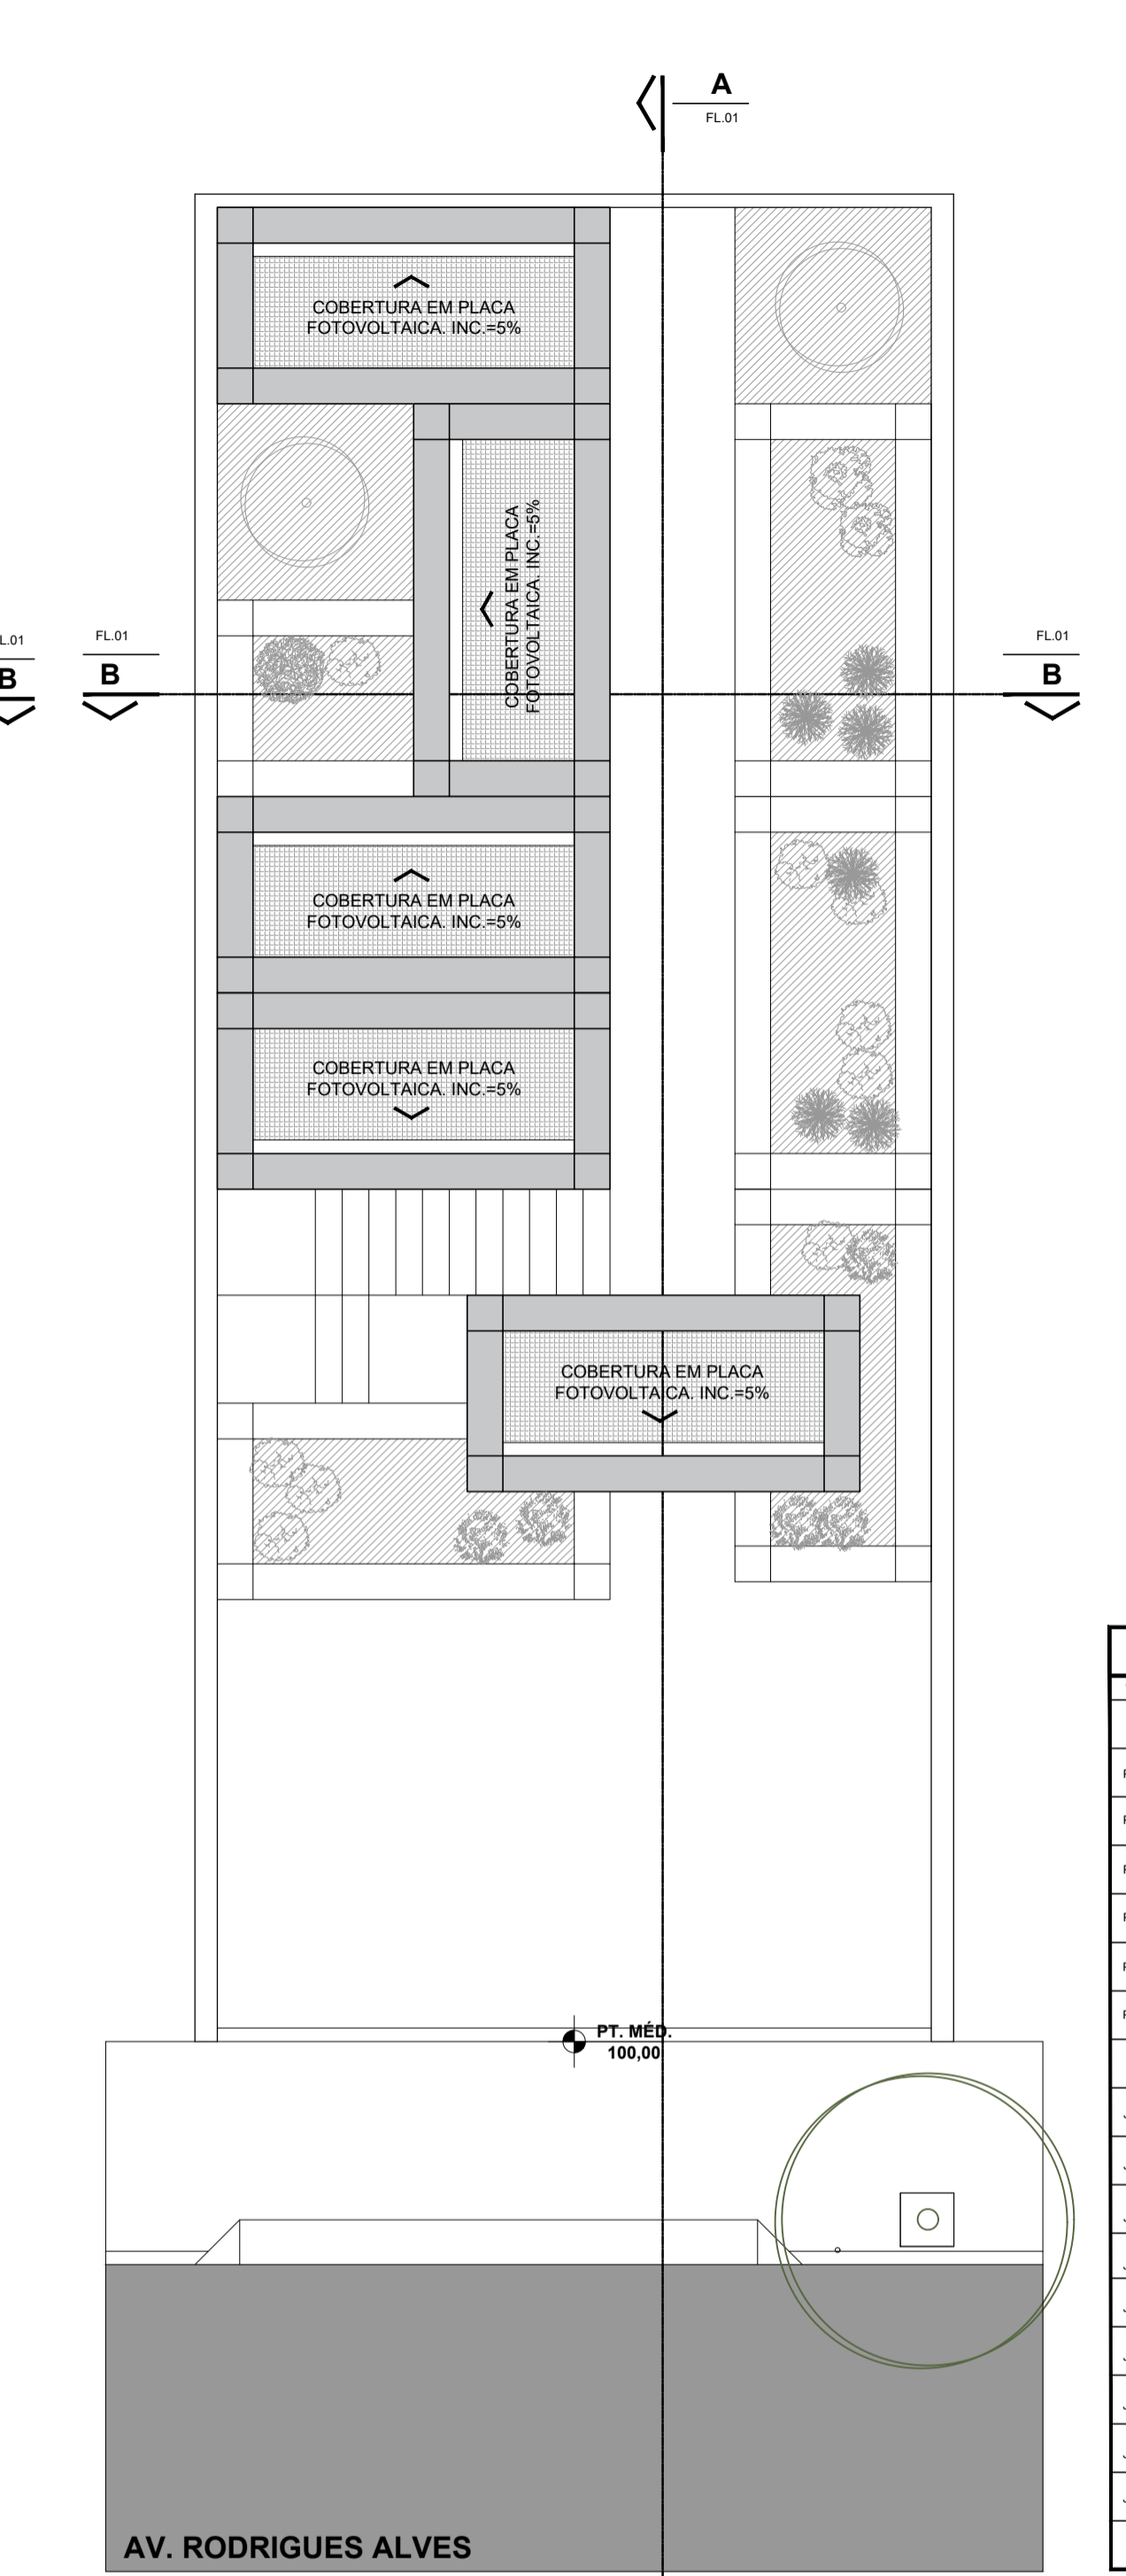 A
FL.01
COBERTURA EM PLACA
FOTOVOLTAICA. INC.=5%
COBERTURA EM PLACA
FOTOVOLTAICA. INC.=5%
L.01
B
FL.01
B
FL.01
B
COBERTURA EM PLACA
FOTOVOLTAICA. INC.=5%
COBERTURA EM PLACA
FOTOVOLTAICA. INC.=5%
COBERTURA EM PLACA
FOTOVOLTAICA. INC.=5%
PT. MÉD.
100,00
AV. RODRIGUES ALVES